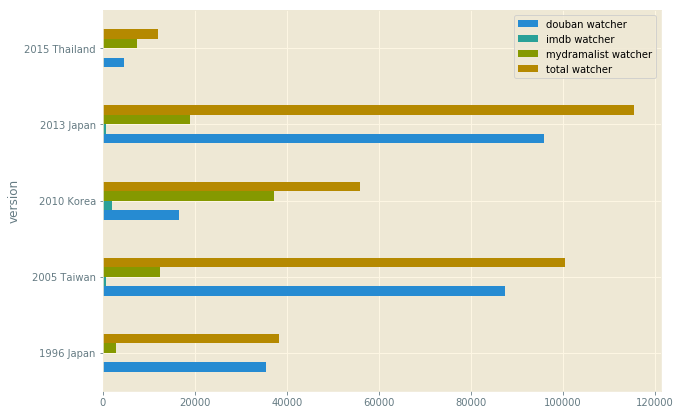 douban watcher
imdb watcher
mydramalist watcher
total watcher
2015 Thailand
2013 Japan
2010 Korea
2005 Taiwan
1996 Japan
version
0 20000 40000 60000 80000 100000 120000